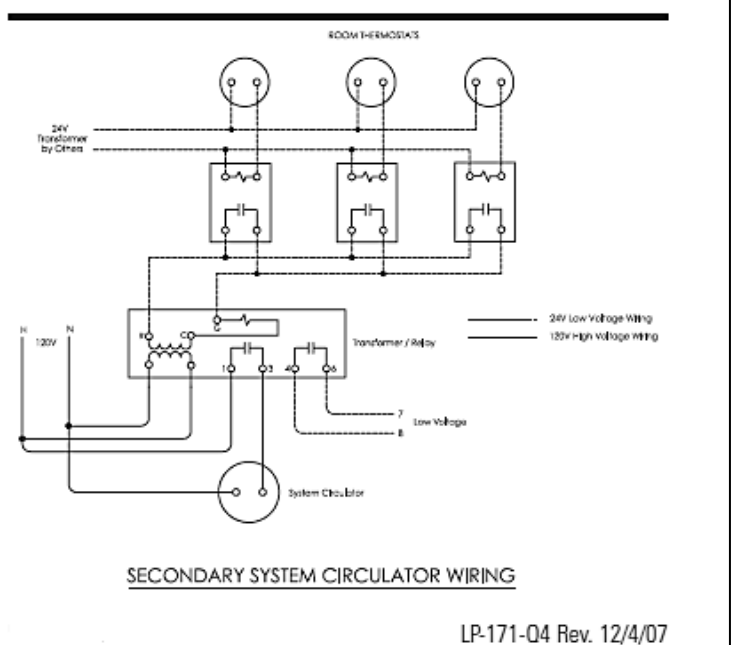 ROOM THERMOSTATS
24V
Transformer
by Others
24V Low Voltage Wiring
120V High Voltage Wiring
H N
120V
R C G
Transformer / Relay
1 3 4 6
7
8
Low Voltage
System Circulator
SECONDARY SYSTEM CIRCULATOR WIRING
LP-171-Q4 Rev. 12/4/07